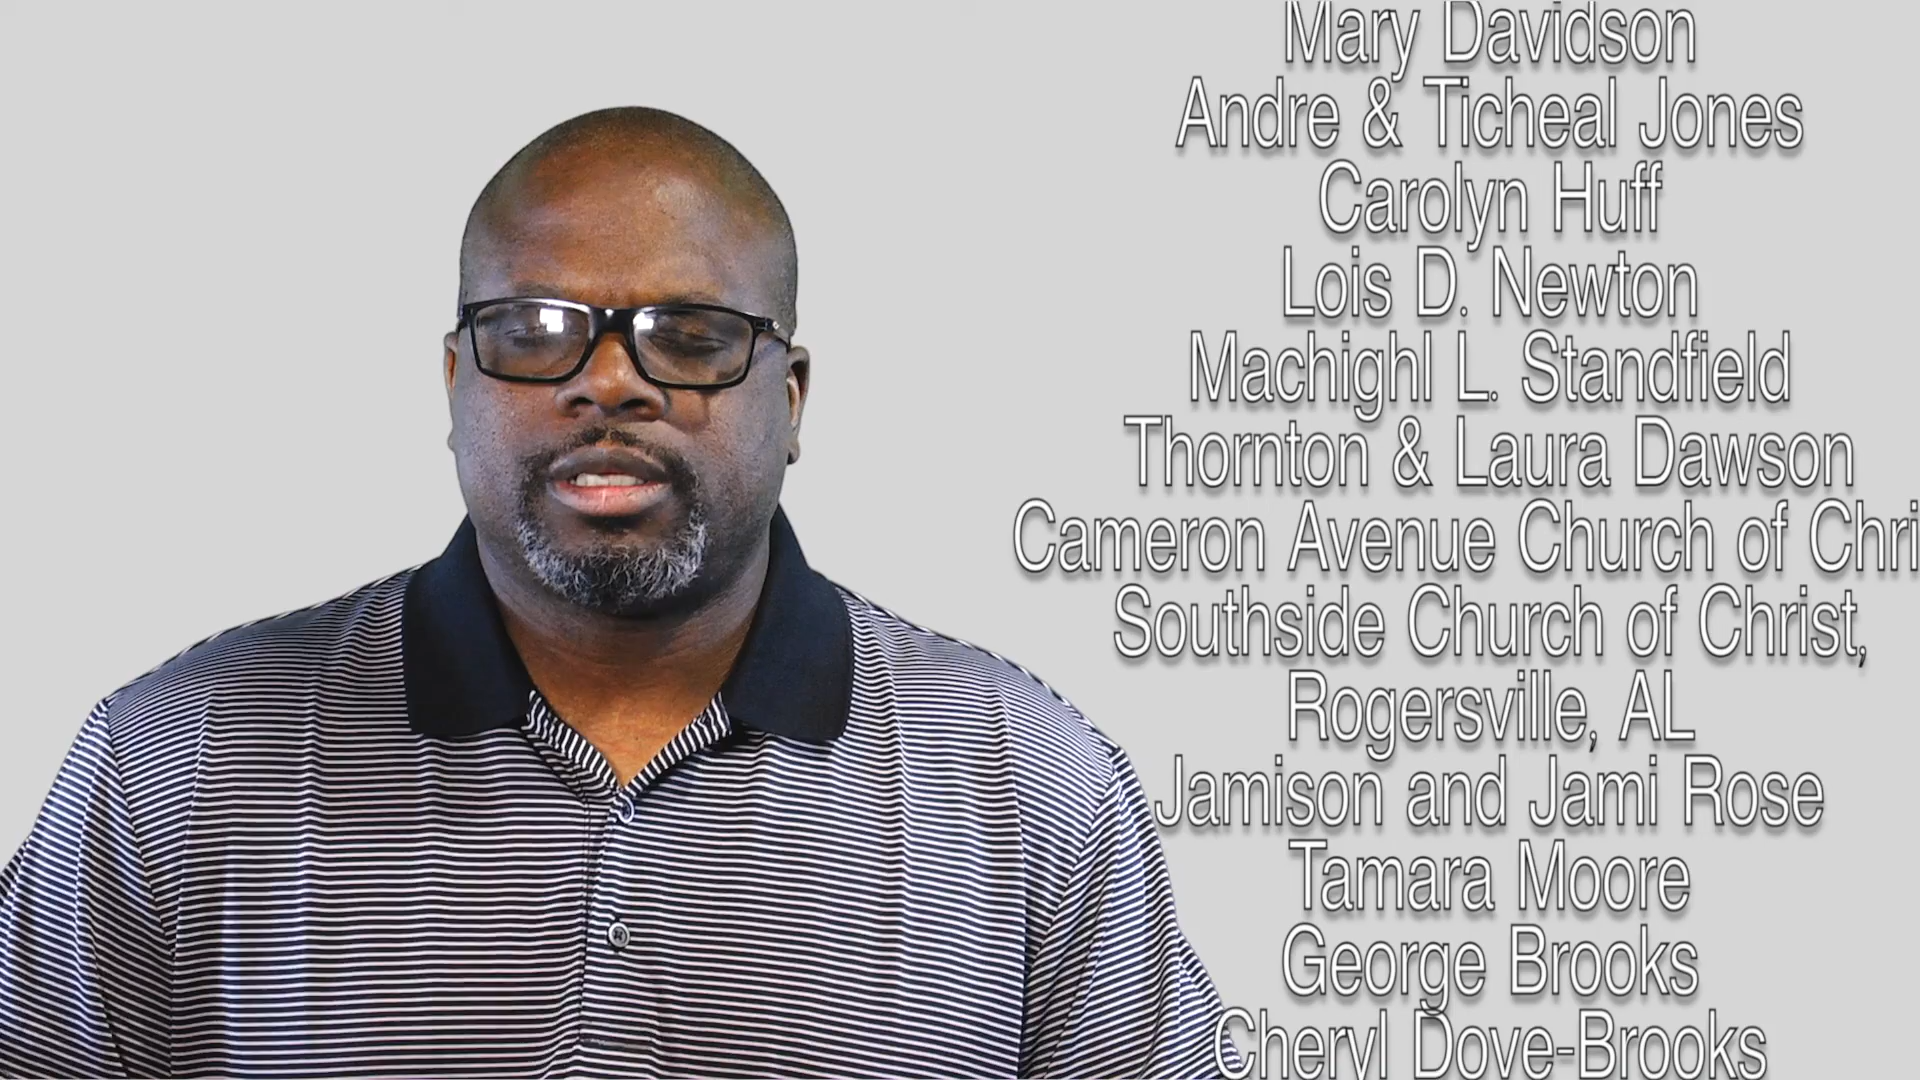 Mary Davidson
Andre & Ticheal Jones
Carolyn Huff
Lois D. Newton
Machighl L. Standfield
Thornton & Laura Dawson
Cameron Avenue Church of Chri
Southside Church of Christ,
Rogersville, AL
Jamison and Jami Rose
Tamara Moore
George Brooks
Cheryl Dove-Brooks